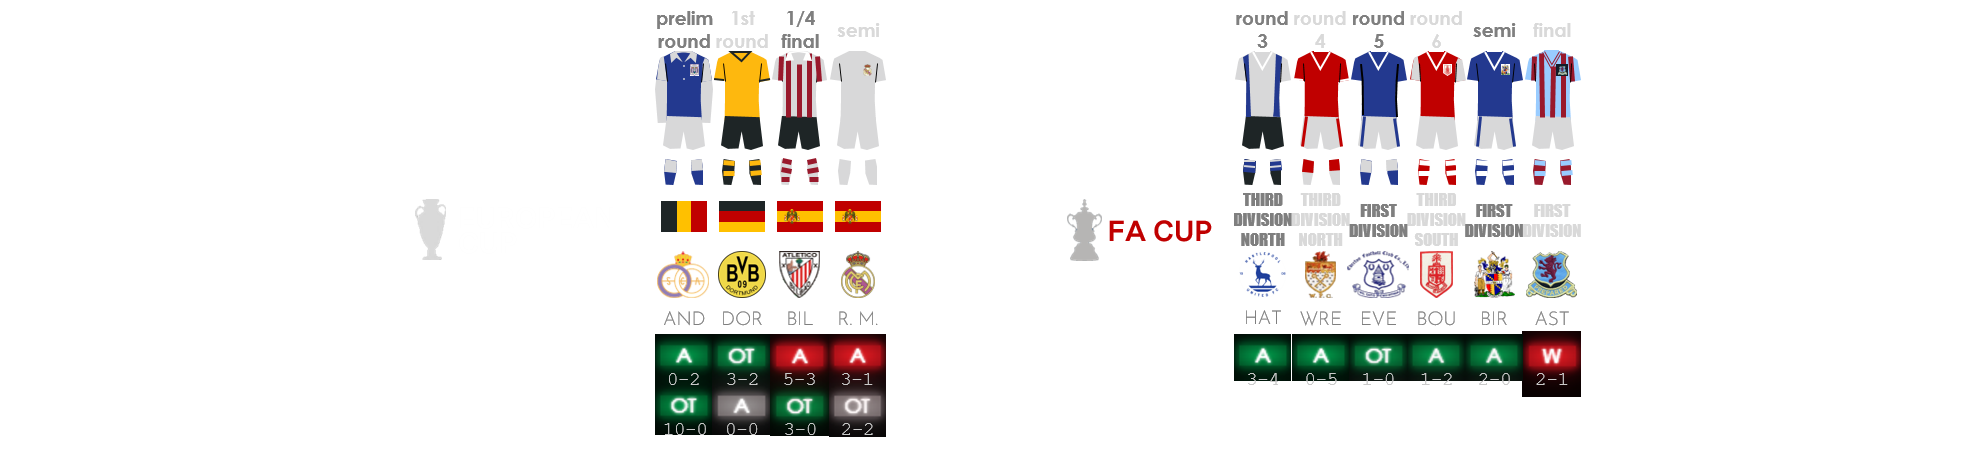 prelim round
1st round
1/4 final
semi
round 3
round 4
round 5
round 6
semi
final
THIRD DIVISION NORTH
THIRD DIVISION NORTH
FIRST DIVISION
THIRD DIVISION SOUTH
FIRST DIVISION
FIRST DIVISION
FA CUP
BVB
09
DORTMUND
ATLETICO
W.F.C.
AND DOR BIL R. M.
HAT WRE EVE BOU BIR AST
A OT A A
0-2 3-2 5-3 3-1
OT A OT OT
10-0 0-0 3-0 2-2
A A OT A A W
3-4 0-5 1-0 1-2 2-0 2-1